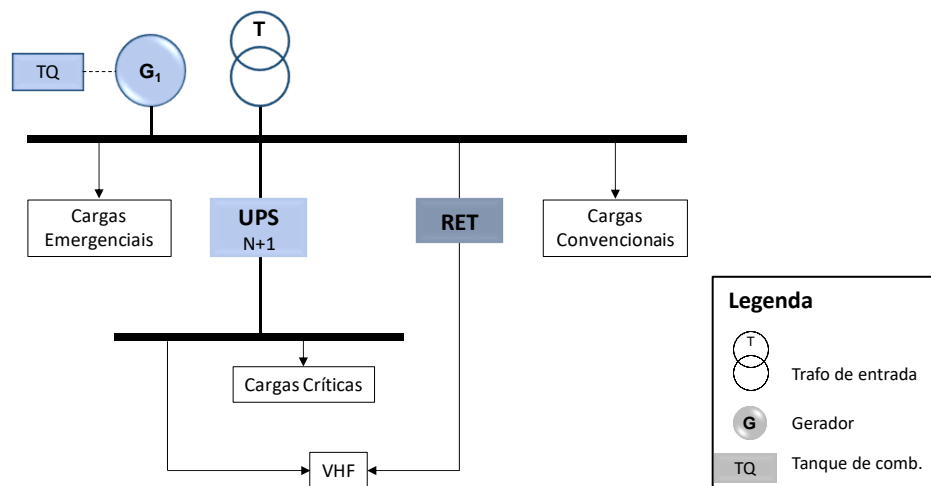 T
TQ
G₁
Cargas
Emergenciais
UPS
N+1
RET
Cargas
Convencionais
Cargas Críticas
VHF
Legenda
T
Trafo de entrada
G
Gerador
TQ
Tanque de comb.